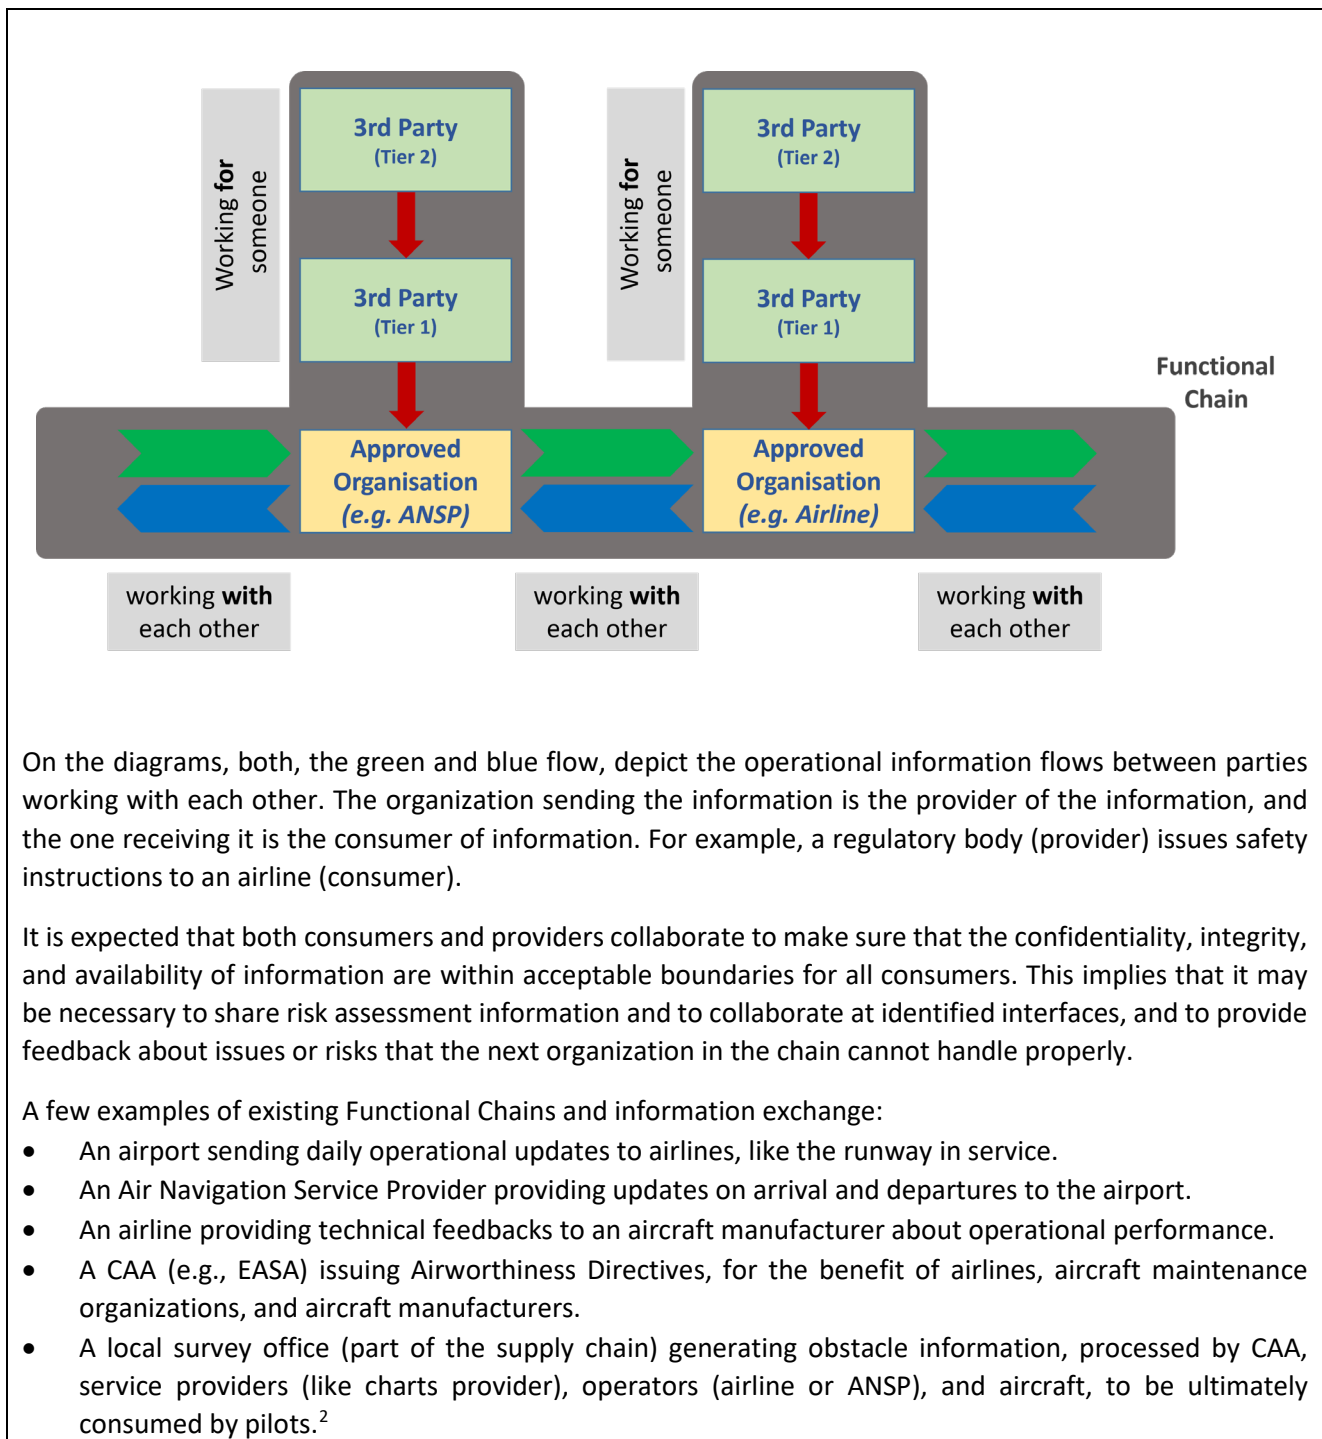 Working for
someone
3rd Party
(Tier 2)
Working for
someone
3rd Party
(Tier 2)
3rd Party
(Tier 1)
3rd Party
(Tier 1)
Functional
Chain
Approved
Organisation
(e.g. ANSP)
Approved
Organisation
(e.g. Airline)
working with
each other
working with
each other
working with
each other
On the diagrams, both, the green and blue flow, depict the operational information flows between parties
working with each other. The organization sending the information is the provider of the information, and
the one receiving it is the consumer of information. For example, a regulatory body (provider) issues safety
instructions to an airline (consumer).
It is expected that both consumers and providers collaborate to make sure that the confidentiality, integrity,
and availability of information are within acceptable boundaries for all consumers. This implies that it may
be necessary to share risk assessment information and to collaborate at identified interfaces, and to provide
feedback about issues or risks that the next organization in the chain cannot handle properly.
A few examples of existing Functional Chains and information exchange:
• An airport sending daily operational updates to airlines, like the runway in service.
• An Air Navigation Service Provider providing updates on arrival and departures to the airport.
• An airline providing technical feedbacks to an aircraft manufacturer about operational performance.
• A CAA (e.g., EASA) issuing Airworthiness Directives, for the benefit of airlines, aircraft maintenance
organizations, and aircraft manufacturers.
• A local survey office (part of the supply chain) generating obstacle information, processed by CAA,
service providers (like charts provider), operators (airline or ANSP), and aircraft, to be ultimately
consumed by pilots.2